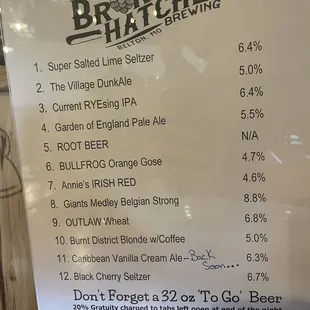 HATCH
BREWING
BELTON, MO
1. Super Salted Lime Seltzer 6.4%
2. The Village DunkAle 5.0%
3. Current RYEsing IPA 6.4%
4. Garden of England Pale Ale 5.5%
5. ROOT BEER N/A
6. BULLFROG Orange Gose 4.7%
7. Annie's IRISH RED 4.6%
8. Giants Medley Belgian Strong 8.8%
9. OUTLAW Wheat 6.8%
10. Burnt District Blonde w/Coffee 5.0%
11. Caribbean Vanilla Cream Ale - Back Soon... 6.3%
12. Black Cherry Seltzer 6.7%
Don't Forget a 32 oz 'To Go' Beer
20% Gratuity charged to tabs left open at end of the night